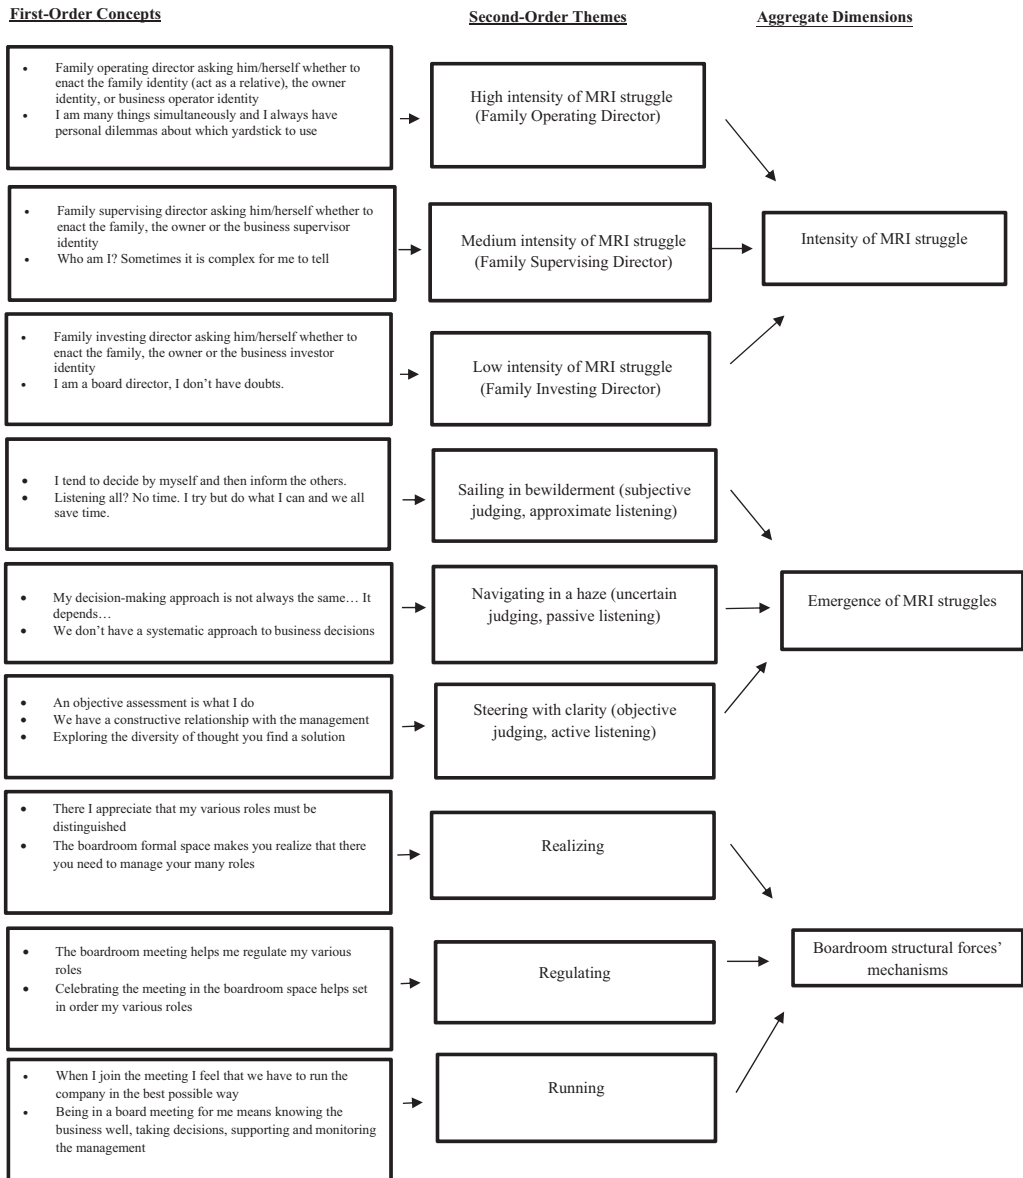 First-Order Concepts
Second-Order Themes
Aggregate Dimensions
• Family operating director asking him/herself whether to
enact the family identity (act as a relative), the owner
identity, or business operator identity
• I am many things simultaneously and I always have
personal dilemmas about which yardstick to use
High intensity of MRI struggle
(Family Operating Director)
• Family supervising director asking him/herself whether to
enact the family, the owner or the business supervisor
identity
• Who am I? Sometimes it is complex for me to tell
Medium intensity of MRI struggle
(Family Supervising Director)
Intensity of MRI struggle
• Family investing director asking him/herself whether to
enact the family, the owner or the business investor
identity
• I am a board director, I don’t have doubts.
Low intensity of MRI struggle
(Family Investing Director)
• I tend to decide by myself and then inform the others.
• Listening all? No time. I try but do what I can and we all
save time.
Sailing in bewilderment (subjective
judging, approximate listening)
• My decision-making approach is not always the same… It
depends…
• We don’t have a systematic approach to business decisions
Navigating in a haze (uncertain
judging, passive listening)
Emergence of MRI struggles
• An objective assessment is what I do
• We have a constructive relationship with the management
• Exploring the diversity of thought you find a solution
Steering with clarity (objective
judging, active listening)
• There I appreciate that my various roles must be
distinguished
• The boardroom formal space makes you realize that there
you need to manage your many roles
Realizing
• The boardroom meeting helps me regulate my various
roles
• Celebrating the meeting in the boardroom space helps set
in order my various roles
Regulating
Boardroom structural forces’
mechanisms
• When I join the meeting I feel that we have to run the
company in the best possible way
• Being in a board meeting for me means knowing the
business well, taking decisions, supporting and monitoring
the management
Running